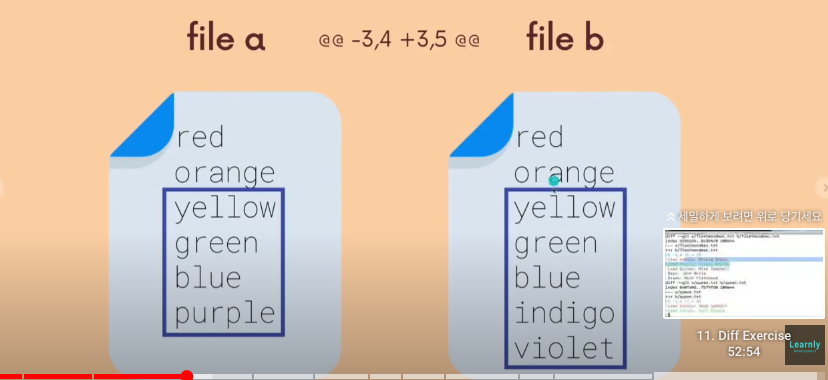 file a
@@ -3,4 +3,5 @@
file b
red
orange
yellow
green
blue
purple
red
orange
yellow
green
blue
indigo
violet
세밀하게 보려면 위로 당기세요
11. Diff Exercise
52:54
Learnly